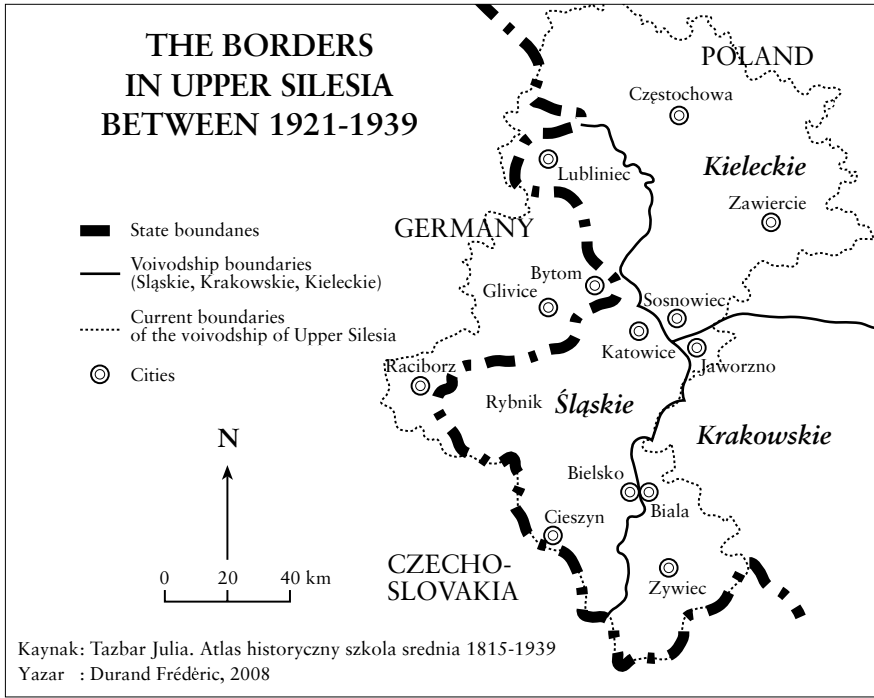 THE BORDERS
IN UPPER SILESIA
BETWEEN 1921-1939
POLAND
Częstochowa
Lubliniec
Kieleckie
Zawiercie
GERMANY
State boundanes
Voivodship boundaries
(Sląskie, Krakowskie, Kieleckie)
Current boundaries
of the voivodship of Upper Silesia
Cities
Bytom
Glivice
Sosnowiec
Katowice
Jaworzno
Raciborz
Rybnik
Śląskie
Krakowskie
N
Bielsko
Biala
Cieszyn
CZECHO-
SLOVAKIA
Zywiec
0 20 40 km
Kaynak: Tazbar Julia. Atlas historyczny szkola srednia 1815-1939
Yazar : Durand Frédèric, 2008